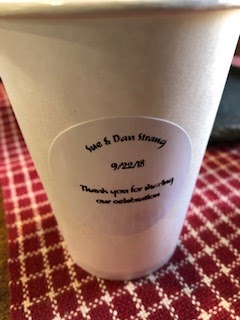 Sue & Dan Strang
9/22/18
Thank you for sharing
our celebration